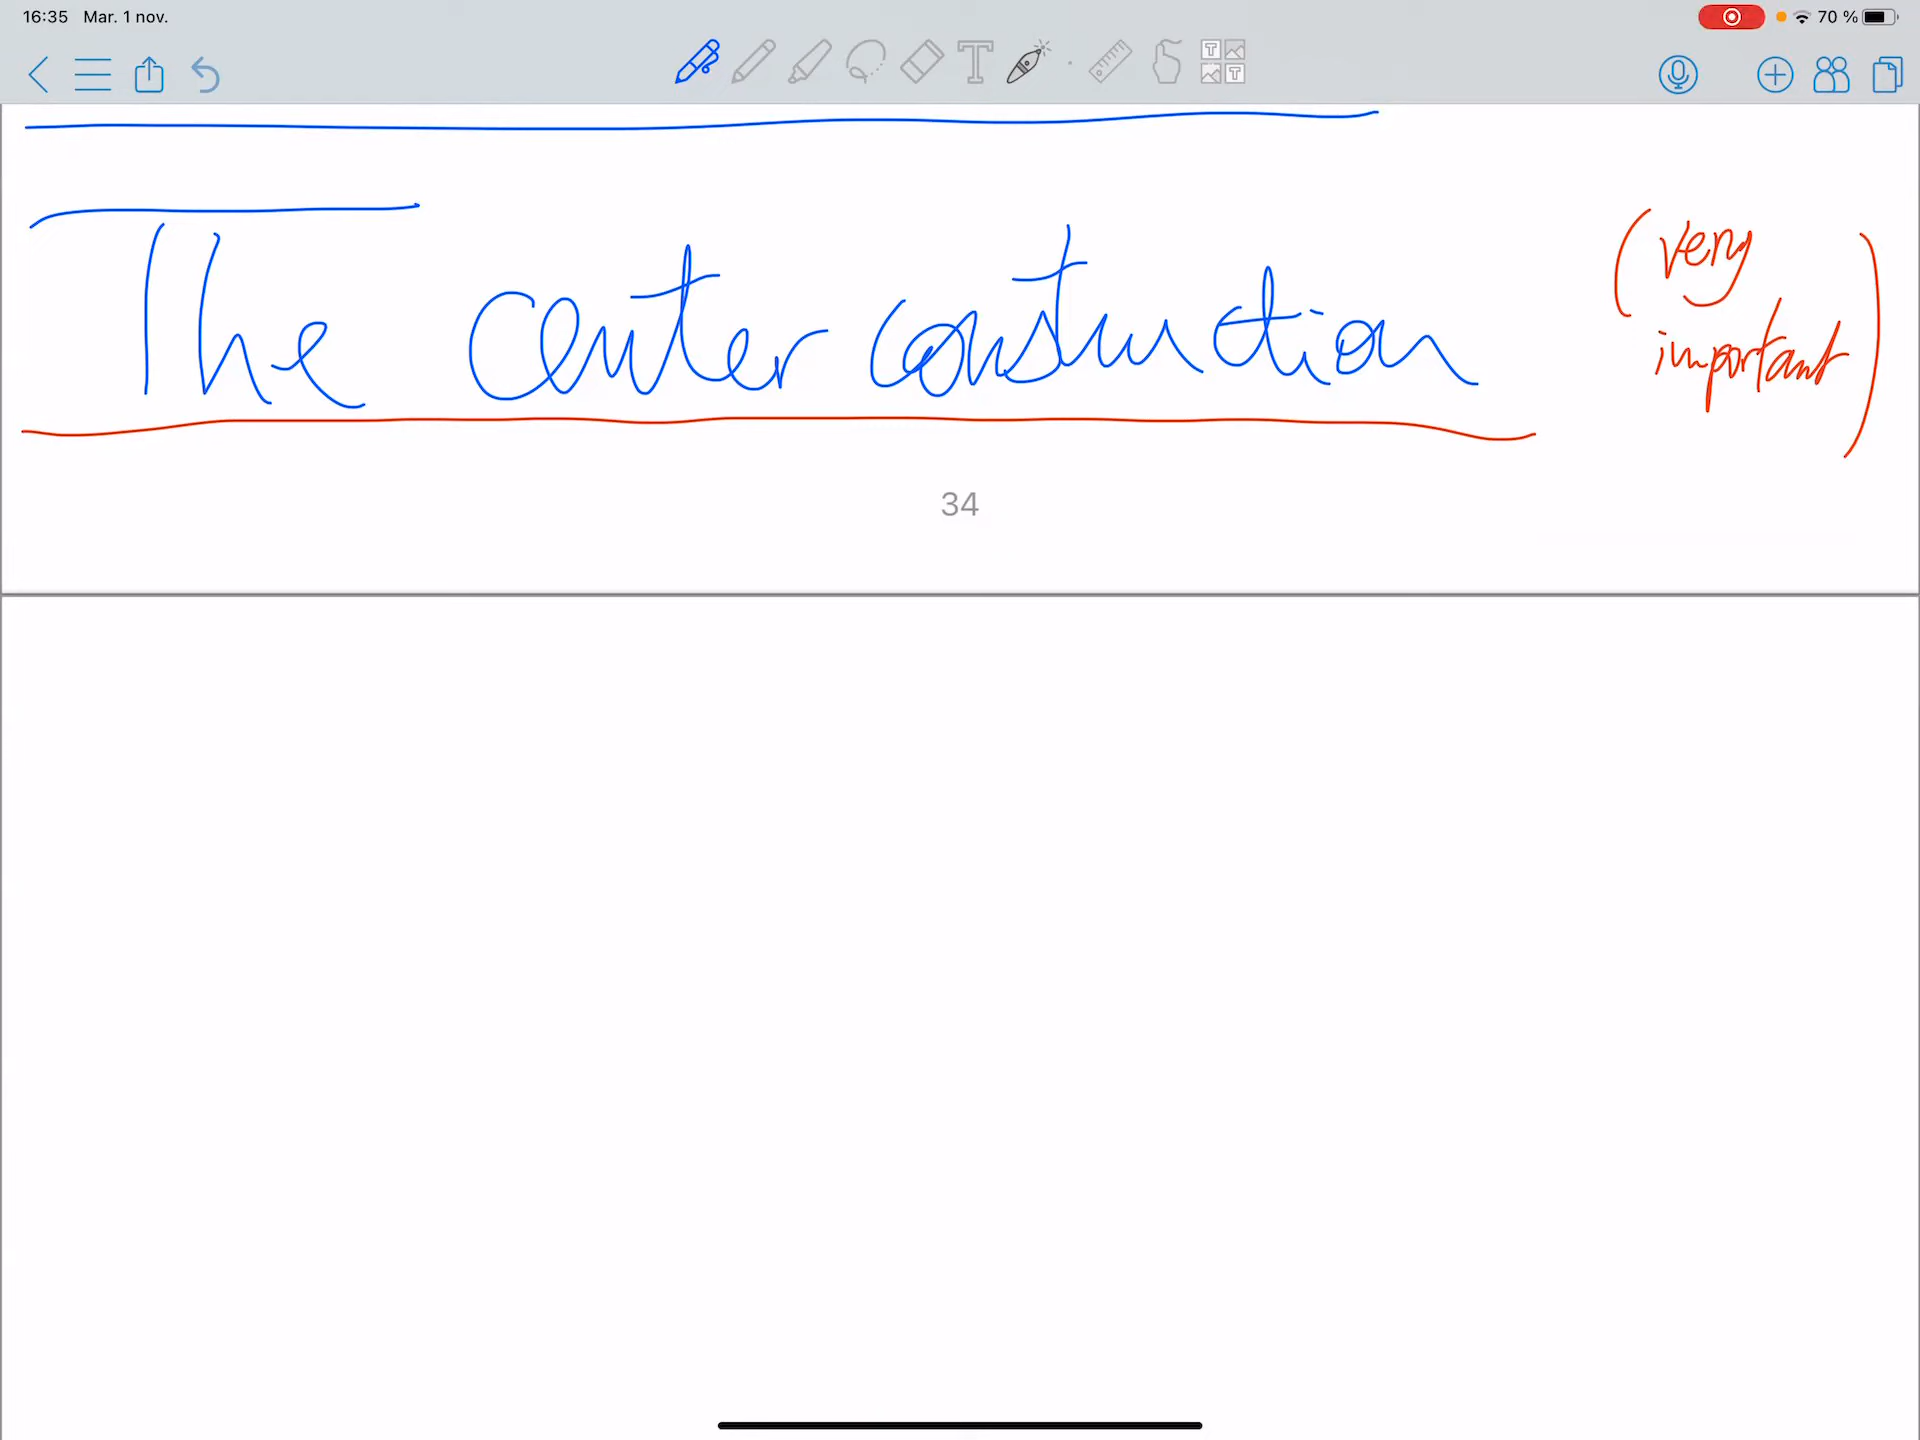 16:35 Mar. 1 nov. 70 %
The center construction
(very
important)
34